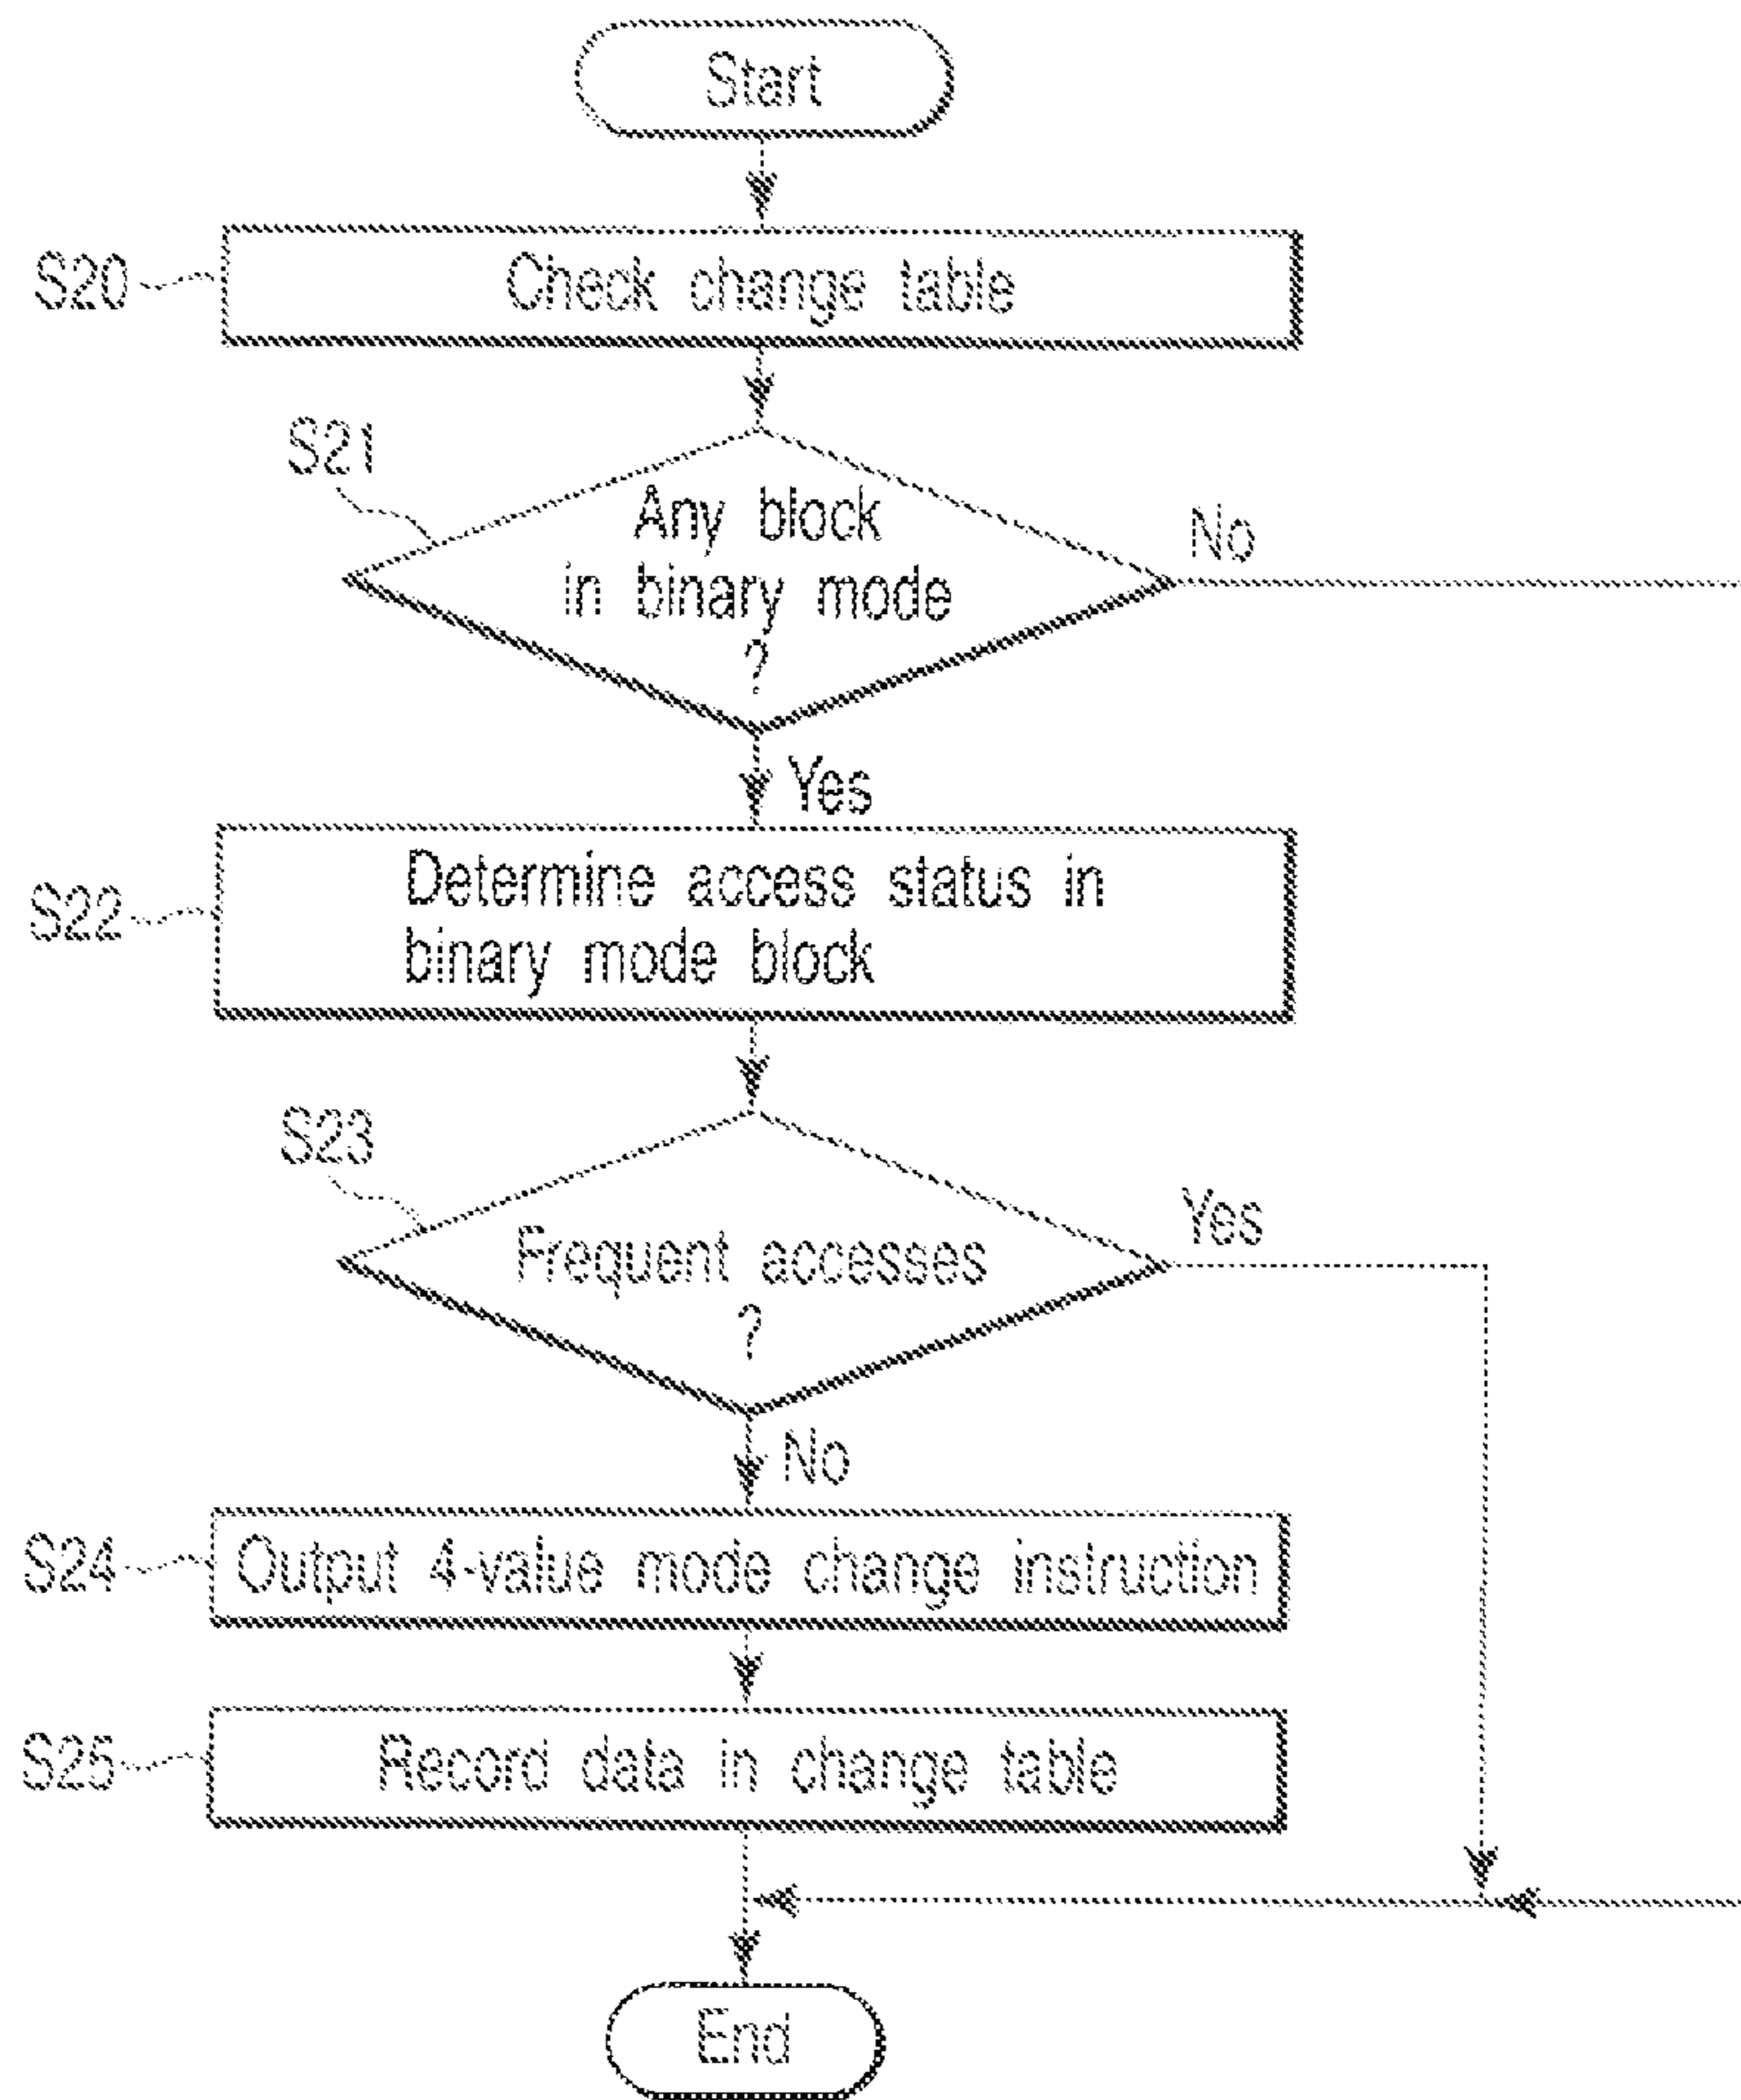 Start
S20
Check change table
S21
Any block
in binary mode
?
No
Yes
S22
Determine access status in
binary mode block
S23
Frequent accesses
?
Yes
No
S24
Output 4-value mode change instruction
S25
Record data in change table
End